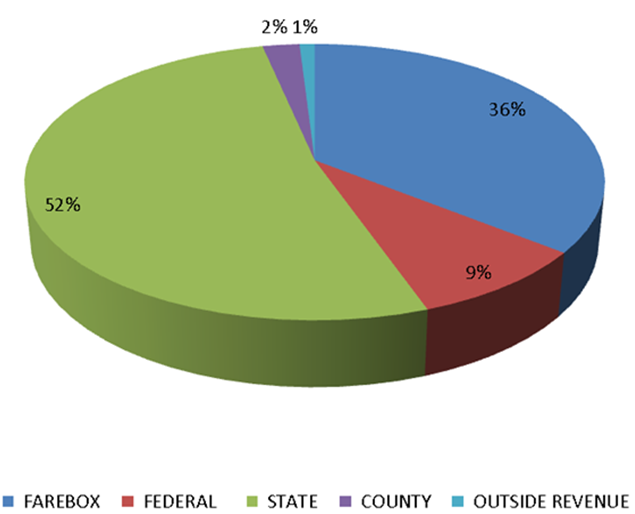 2% 1%
36%
52%
9%
FAREBOX FEDERAL STATE COUNTY OUTSIDE REVENUE